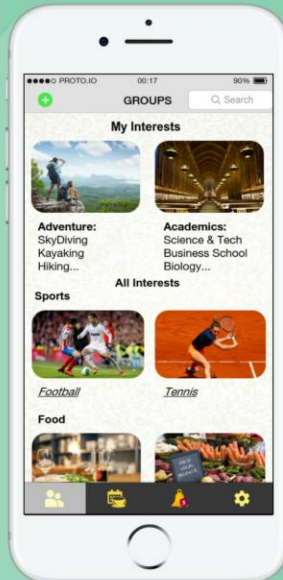 PROTO.IO 00:17 90%
GROUPS Search
My Interests
Adventure:
SkyDiving
Kayaking
Hiking...
Academics:
Science & Tech
Business School
Biology...
All Interests
Sports
Football
Tennis
Food